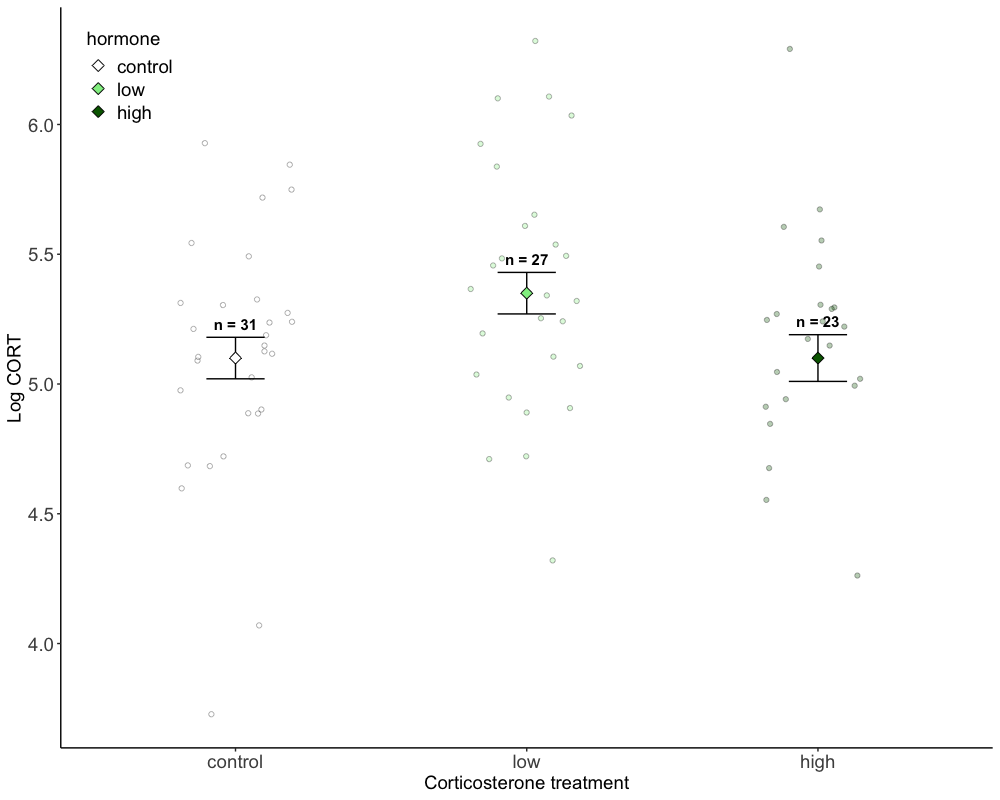 hormone
control
low
high
6.0
5.5
5.0
4.5
4.0
Log CORT
n = 31
n = 27
n = 23
control
low
high
Corticosterone treatment